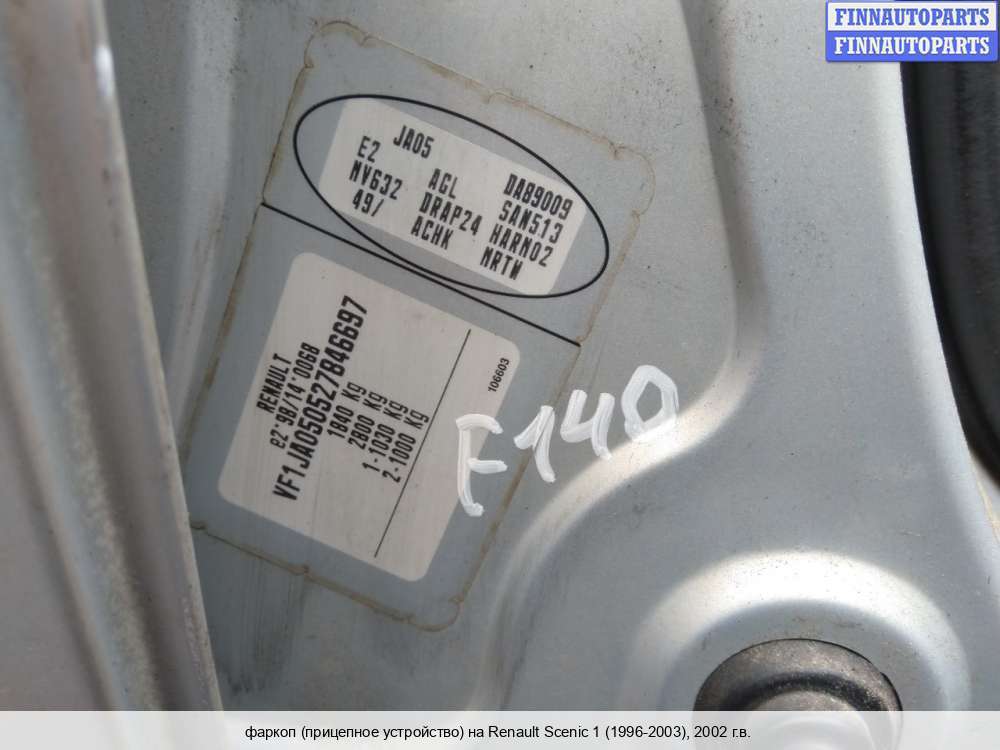 FINNAUTOPARTS
FINNAUTOPARTS
JA05
E2 AGL DA89009
MV632 DRAP24 SAN513
49/ ACHK HARM02
NRTW
RENAULT
e2*98/14*0068
VF1JA050527846697
1840 Kg
2800 Kg
1-1030 Kg
2-1000 Kg
106603
F140
фаркоп (прицепное устройство) на Renault Scenic 1 (1996-2003), 2002 г.в.